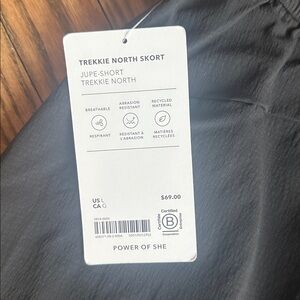 TREKKIE NORTH SKORT
JUPE-SHORT
TREKKIE NORTH
BREATHABLE
ABRASION
RESISTANT
RECYCLED
MATERIAL
RESPIRANT
RÉSISTANT À
L'ABRASION
MATIÈRES
RECYCLÉES
US L
CA G
$69.00
Certified
B
Corporation
POWER OF SHE